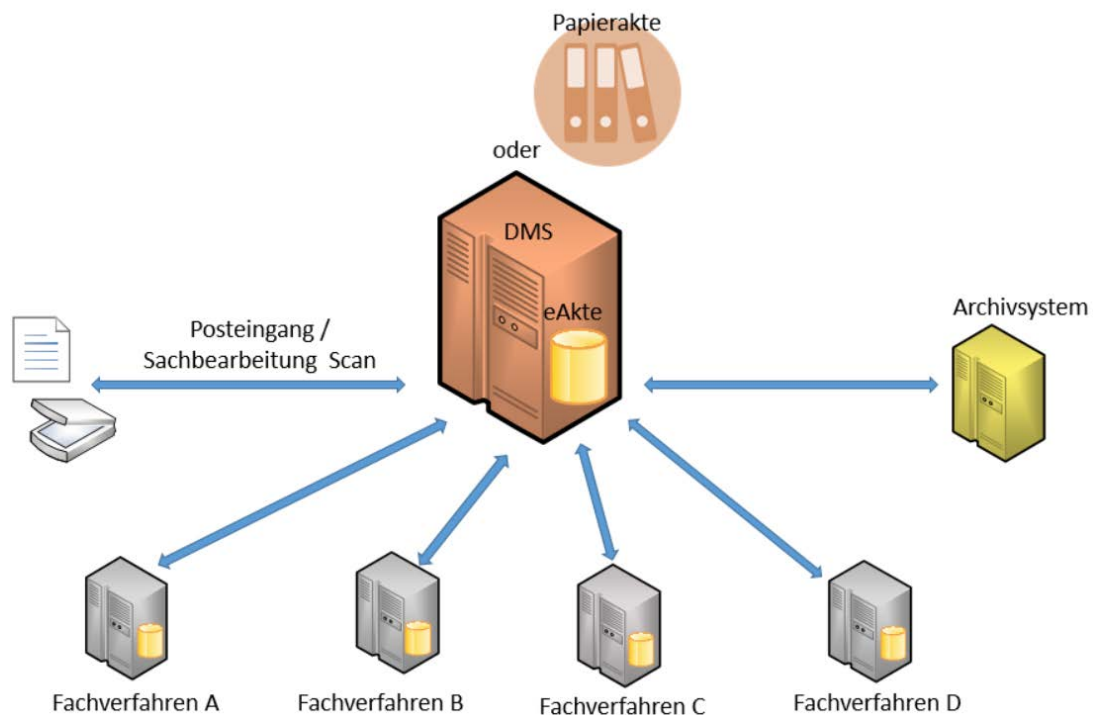 Papierakte
oder
DMS
eAkte
Posteingang /
Sachbearbeitung Scan
Archivsystem
Fachverfahren A
Fachverfahren B
Fachverfahren C
Fachverfahren D